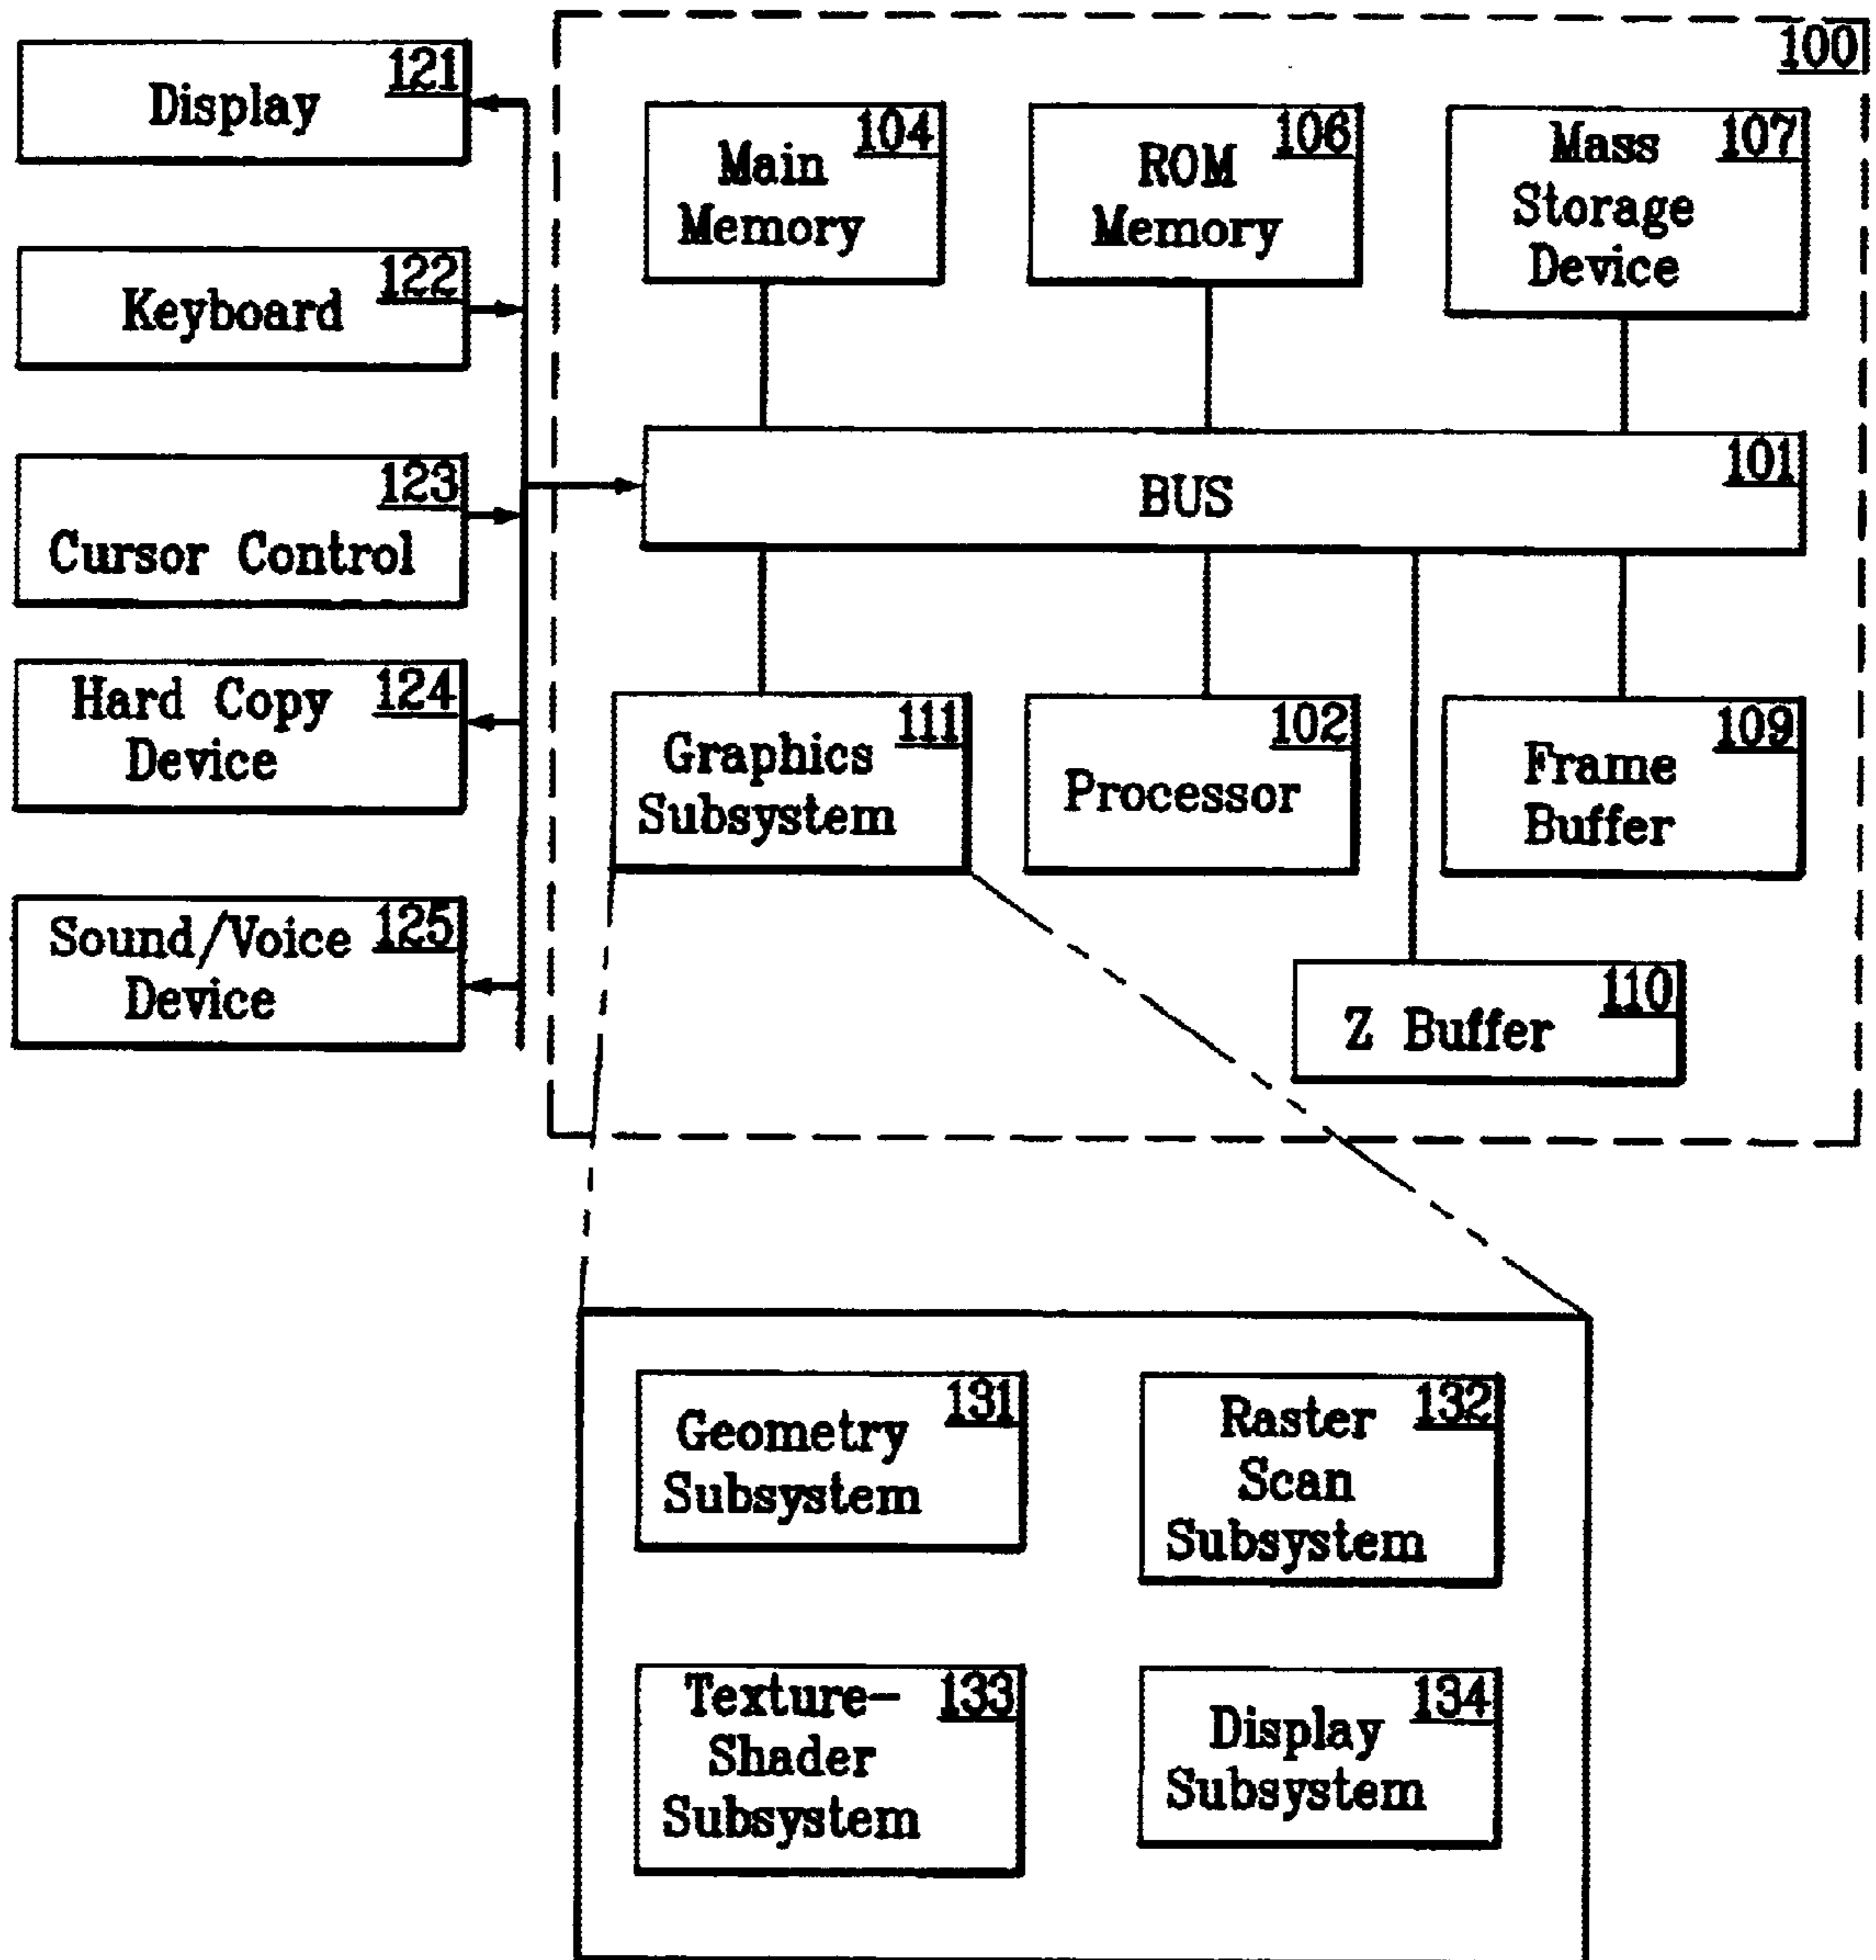 100
121
Display
122
Keyboard
123
Cursor Control
Hard Copy 124
Device
Sound/Voice 125
Device
104
Main
Memory
106
ROM
Memory
Mass 107
Storage
Device
101
BUS
111
Graphics
Subsystem
102
Processor
109
Frame
Buffer
110
Z Buffer
131
Geometry
Subsystem
Raster 132
Scan
Subsystem
Texture- 133
Shader
Subsystem
134
Display
Subsystem